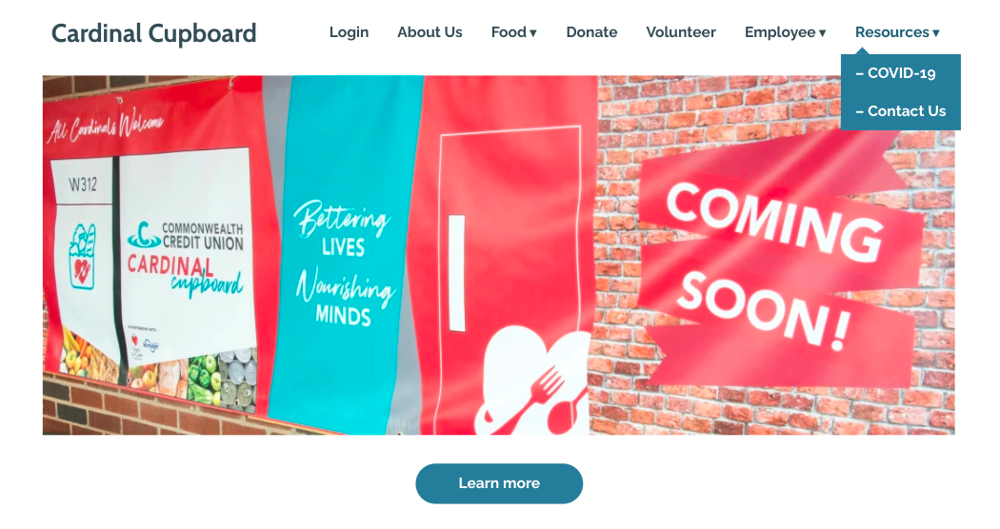 Cardinal Cupboard
Login
About Us
Food ▾
Donate
Volunteer
Employee ▾
Resources ▾
– COVID-19
– Contact Us
All Cardinals Welcome
W312
COMMONWEALTH
CREDIT UNION
CARDINAL
cupboard
Bettering
LIVES
Nourishing
MINDS
COMING
SOON!
Learn more